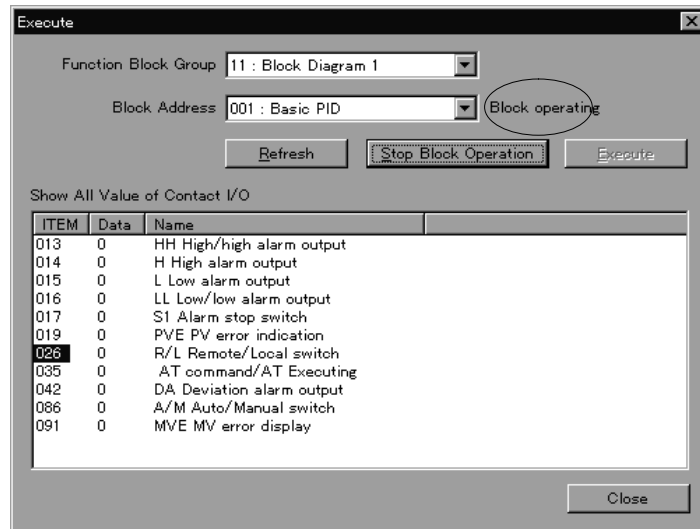 Execute
Function Block Group 11 : Block Diagram 1
Block Address 001 : Basic PID Block operating
Refresh Stop Block Operation Execute
Show All Value of Contact I/O
ITEM Data Name
013 0 HH High/high alarm output
014 0 H High alarm output
015 0 L Low alarm output
016 0 LL Low/low alarm output
017 0 S1 Alarm stop switch
019 0 PVE PV error indication
026 0 R/L Remote/Local switch
035 0 AT command/AT Executing
042 0 DA Deviation alarm output
086 0 A/M Auto/Manual switch
091 0 MVE MV error display
Close